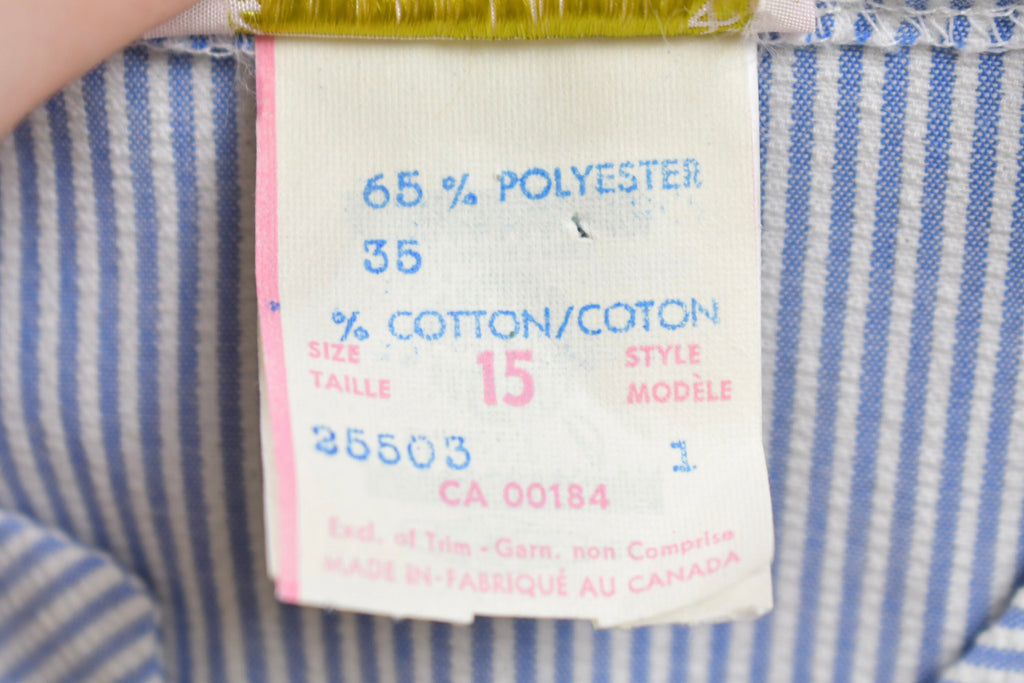 65 % POLYESTER
35
% COTTON/COTON
SIZE 15 STYLE
TAILLE MODÈLE
25503 1
CA 00184
Excl. of Trim - Garn. non Comprise
MADE IN-FABRIQUÉ AU CANADA